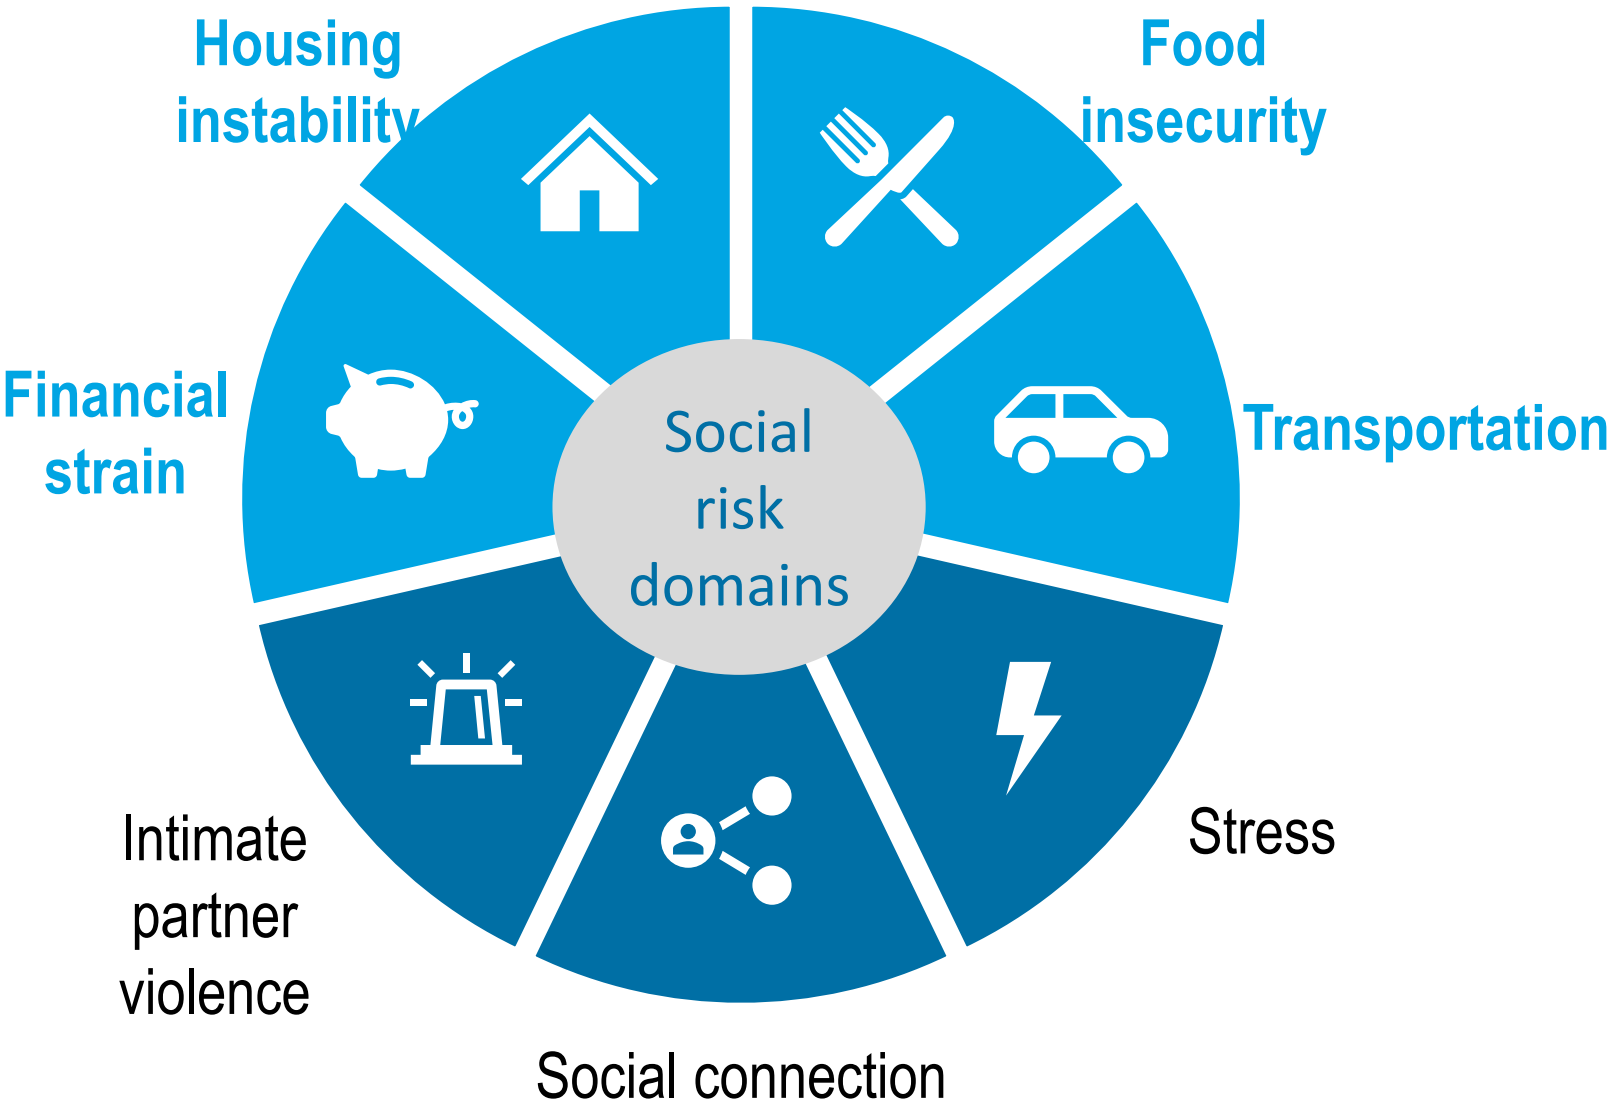 Housing
instability
Food
insecurity
Financial
strain
Transportation
Social
risk
domains
Intimate
partner
violence
Stress
Social connection